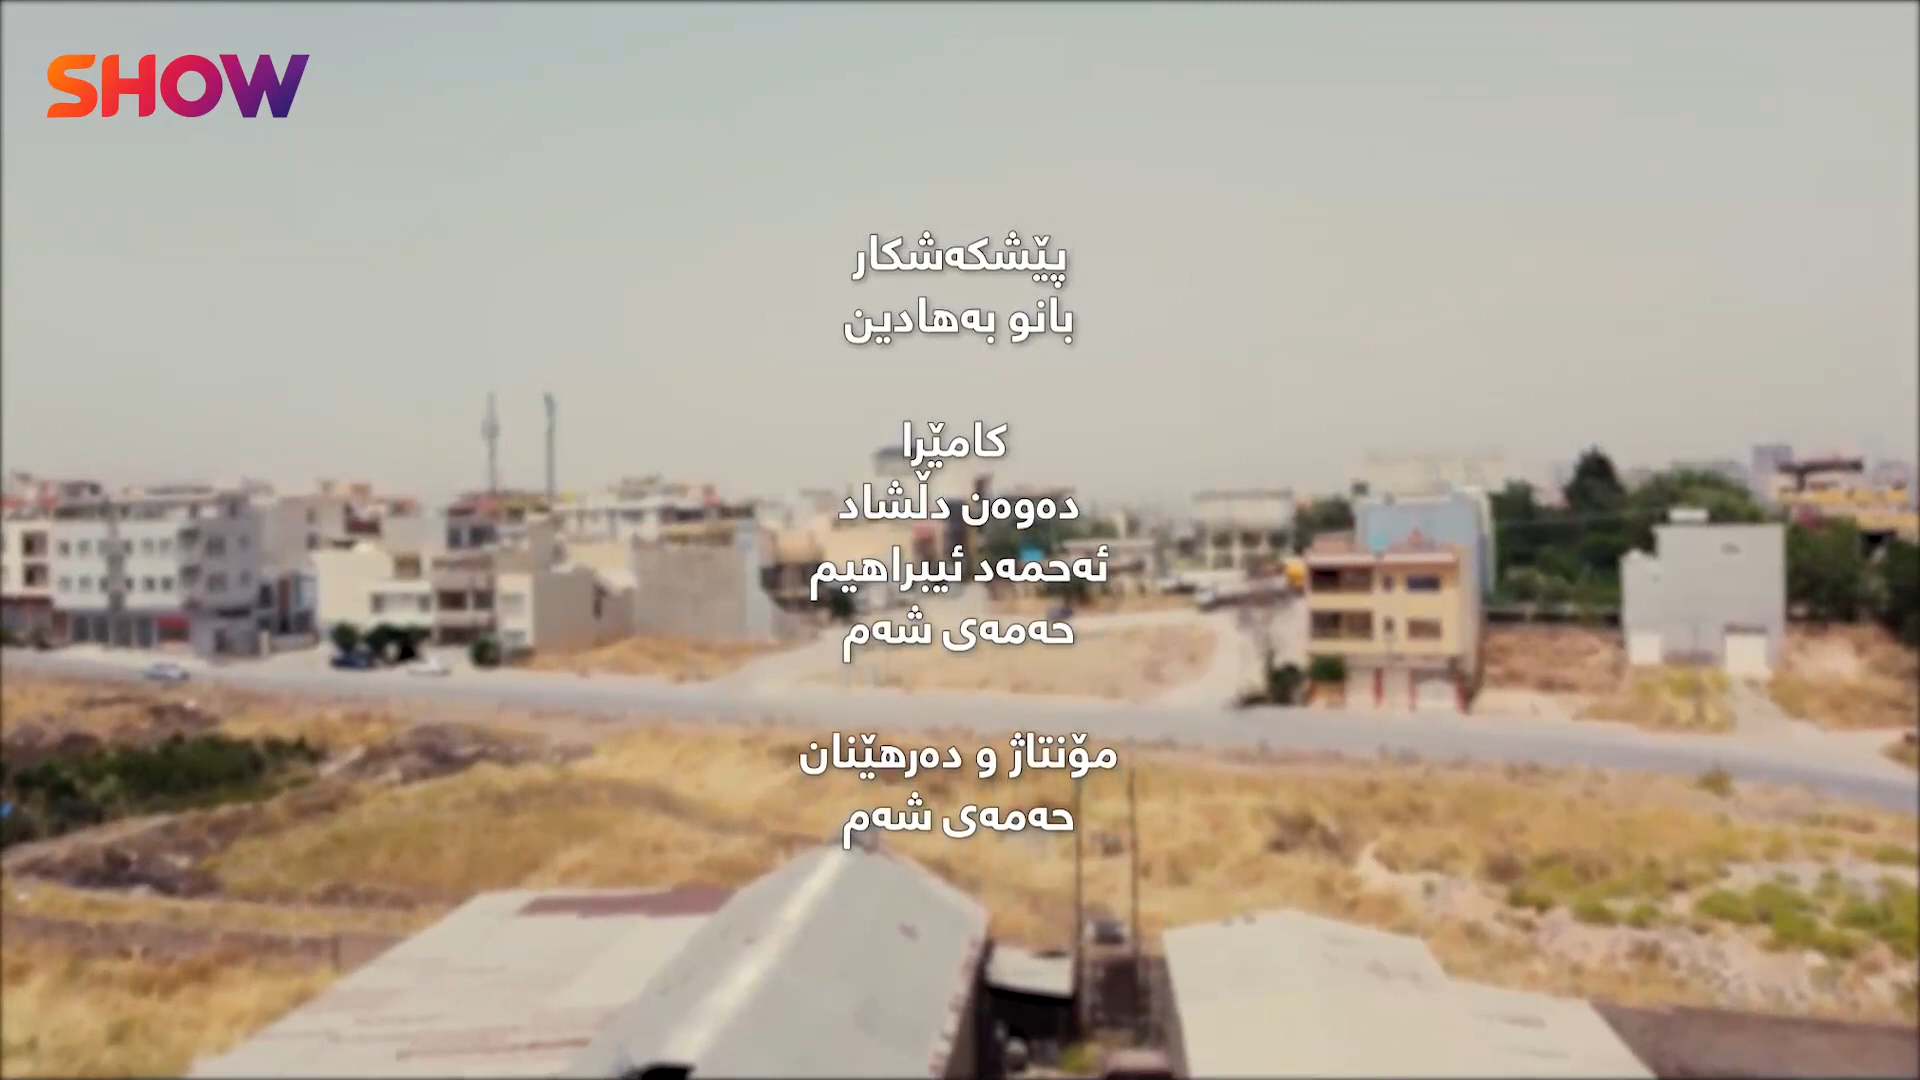 SHOW
پێشکەشکار
بانو بەهادین
کامێرا
دەوەن دڵشاد
ئەحمەد ئیبراهیم
حەمەی شەم
مۆنتاژ و دەرهێنان
حەمەی شەم